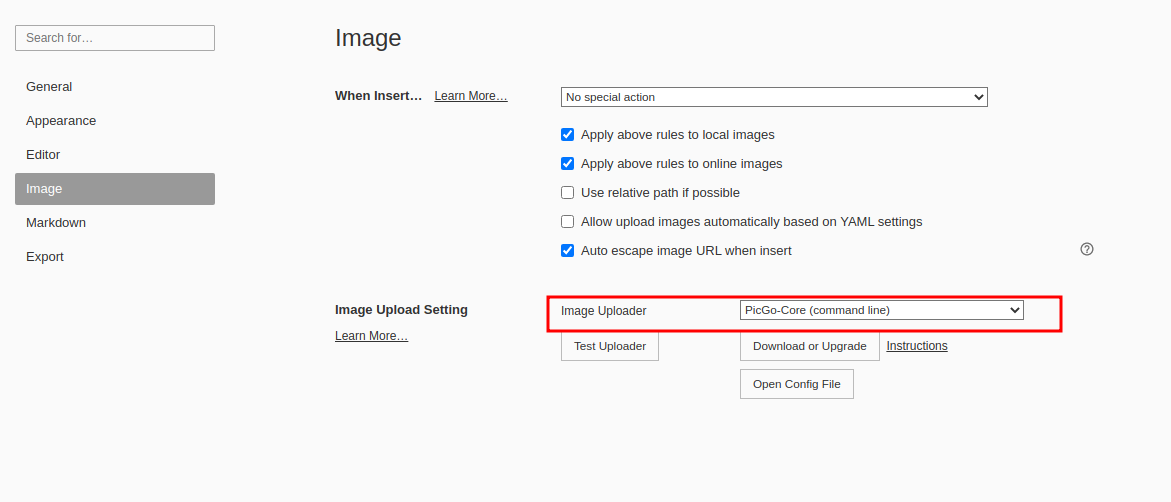 Search for…
General
Appearance
Editor
Image
Markdown
Export
Image
When Insert… Learn More… No special action
Apply above rules to local images
Apply above rules to online images
Use relative path if possible
Allow upload images automatically based on YAML settings
Auto escape image URL when insert
Image Upload Setting Image Uploader PicGo-Core (command line)
Learn More… Test Uploader Download or Upgrade Instructions
Open Config File